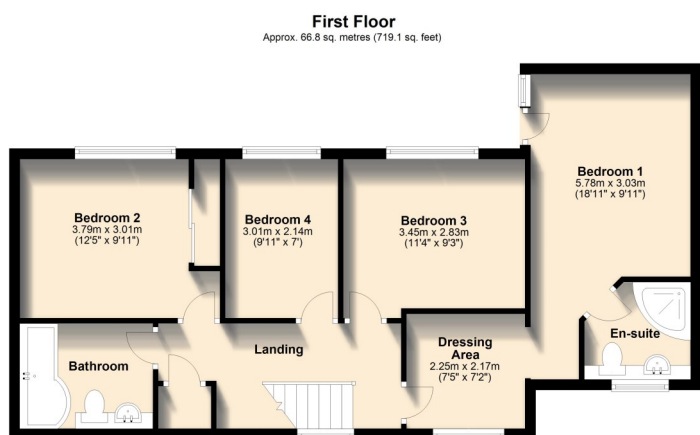 First Floor
Approx. 66.8 sq. metres (719.1 sq. feet)
Bedroom 1
5.78m x 3.03m
(18'11" x 9'11")
Bedroom 2
3.79m x 3.01m
(12'5" x 9'11")
Bedroom 4
3.01m x 2.14m
(9'11" x 7')
Bedroom 3
3.45m x 2.83m
(11'4" x 9'3")
En-suite
Landing
Dressing
Area
2.25m x 2.17m
(7'5" x 7'2")
Bathroom